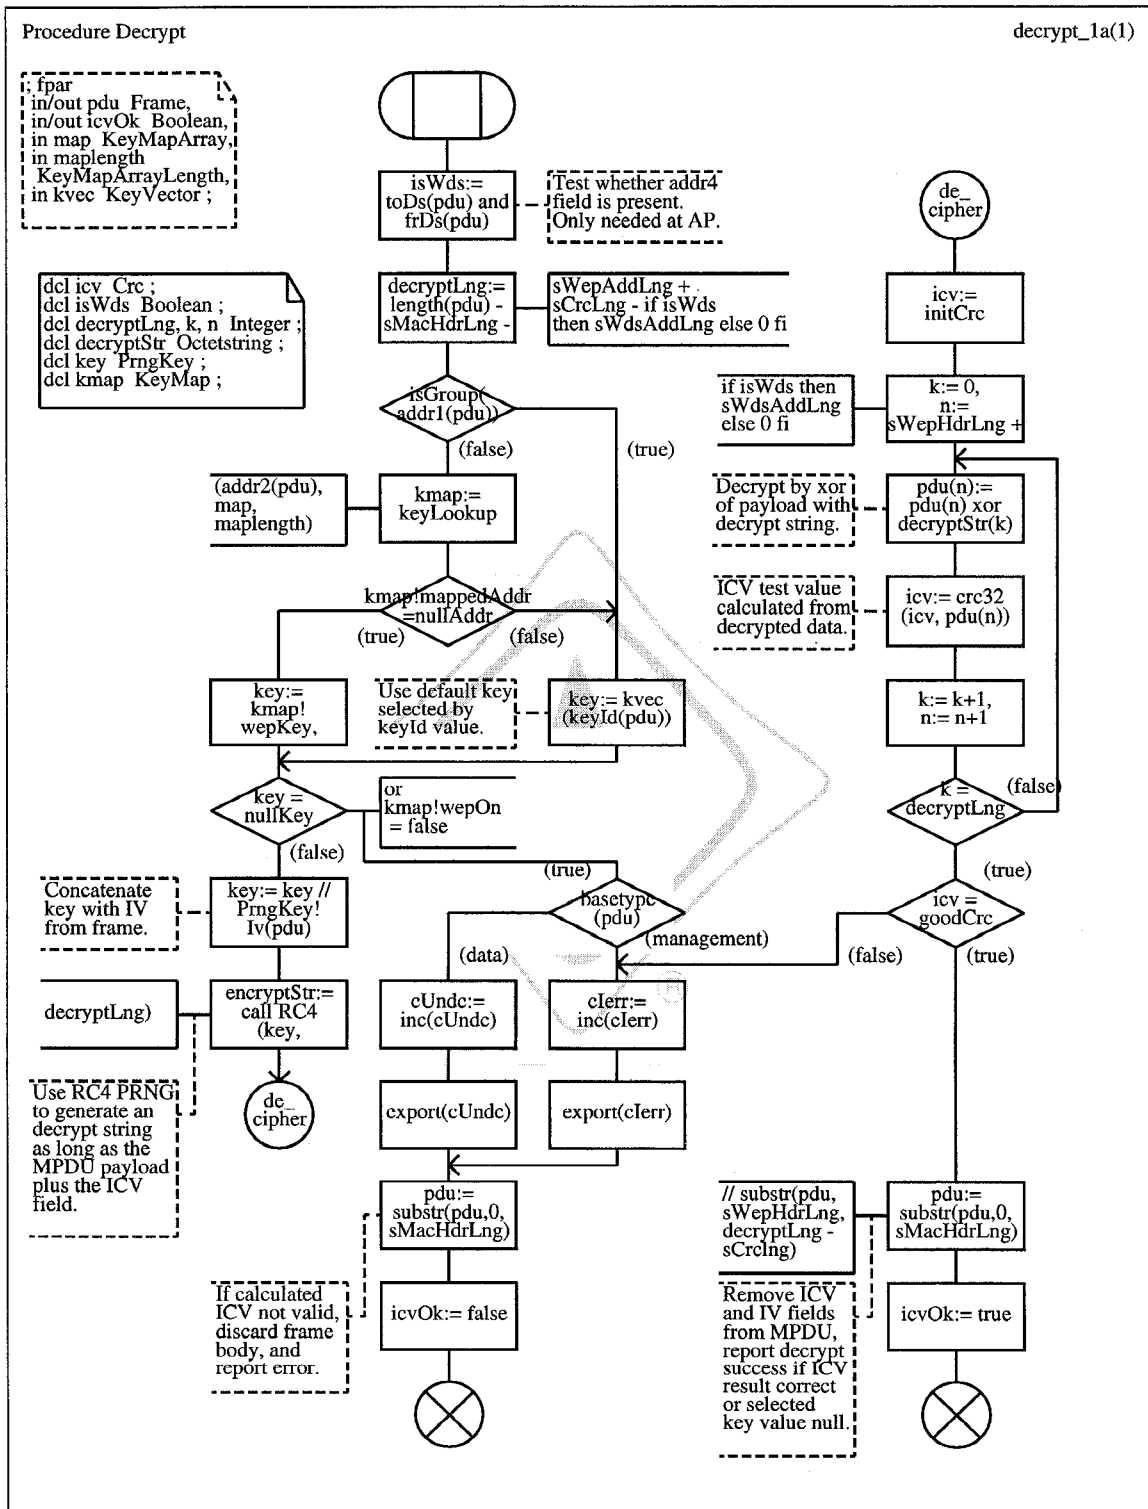 Procedure Decrypt
decrypt_1a(1)
; fpar
in/out pdu Frame,
in/out icvOk Boolean,
in map KeyMapArray,
in maplength
KeyMapArrayLength,
in kvec KeyVector ;
dcl icv Crc ;
dcl isWds Boolean ;
dcl decryptLng, k, n Integer ;
dcl decryptStr Octetstring ;
dcl key PrngKey ;
dcl kmap KeyMap ;
isWds:=
toDs(pdu) and
frDs(pdu)
Test whether addr4
field is present.
Only needed at AP.
decryptLng:=
length(pdu) -
sMacHdrLng -
sWepAddLng +
sCrcLng - if isWds
then sWdsAddLng else 0 fi
isGroup(
addr1(pdu))
(false)
(true)
(addr2(pdu),
map,
maplength)
kmap:=
keyLookup
kmap!mappedAddr
=nullAddr
(true)
(false)
key:=
kmap!
wepKey,
Use default key
selected by
keyId value.
key:= kvec
(keyId(pdu))
key =
nullKey
or
kmap!wepOn
= false
(false)
(true)
Concatenate
key with IV
from frame.
key:= key //
PrngKey!
Iv(pdu)
basetype
(pdu)
(data)
(management)
decryptLng)
encryptStr:=
call RC4
(key,
Use RC4 PRNG
to generate an
decrypt string
as long as the
MPDU payload
plus the ICV
field.
de_
cipher
cUndc:=
inc(cUndc)
cIerr:=
inc(cIerr)
export(cUndc)
export(cIerr)
pdu:=
substr(pdu,0,
sMacHdrLng)
If calculated
ICV not valid,
discard frame
body, and
report error.
icvOk:= false
de_
cipher
icv:=
initCrc
if isWds then
sWdsAddLng
else 0 fi
k:= 0,
n:=
sWepHdrLng +
Decrypt by xor
of payload with
decrypt string.
pdu(n):=
pdu(n) xor
decryptStr(k)
ICV test value
calculated from
decrypted data.
icv:= crc32
(icv, pdu(n))
k:= k+1,
n:= n+1
k =
decryptLng
(false)
(true)
icv =
goodCrc
(false)
(true)
// substr(pdu,
sWepHdrLng,
decryptLng -
sCrclng)
pdu:=
substr(pdu,0,
sMacHdrLng)
Remove ICV
and IV fields
from MPDU,
report decrypt
success if ICV
result correct
or selected
key value null.
icvOk:= true
®